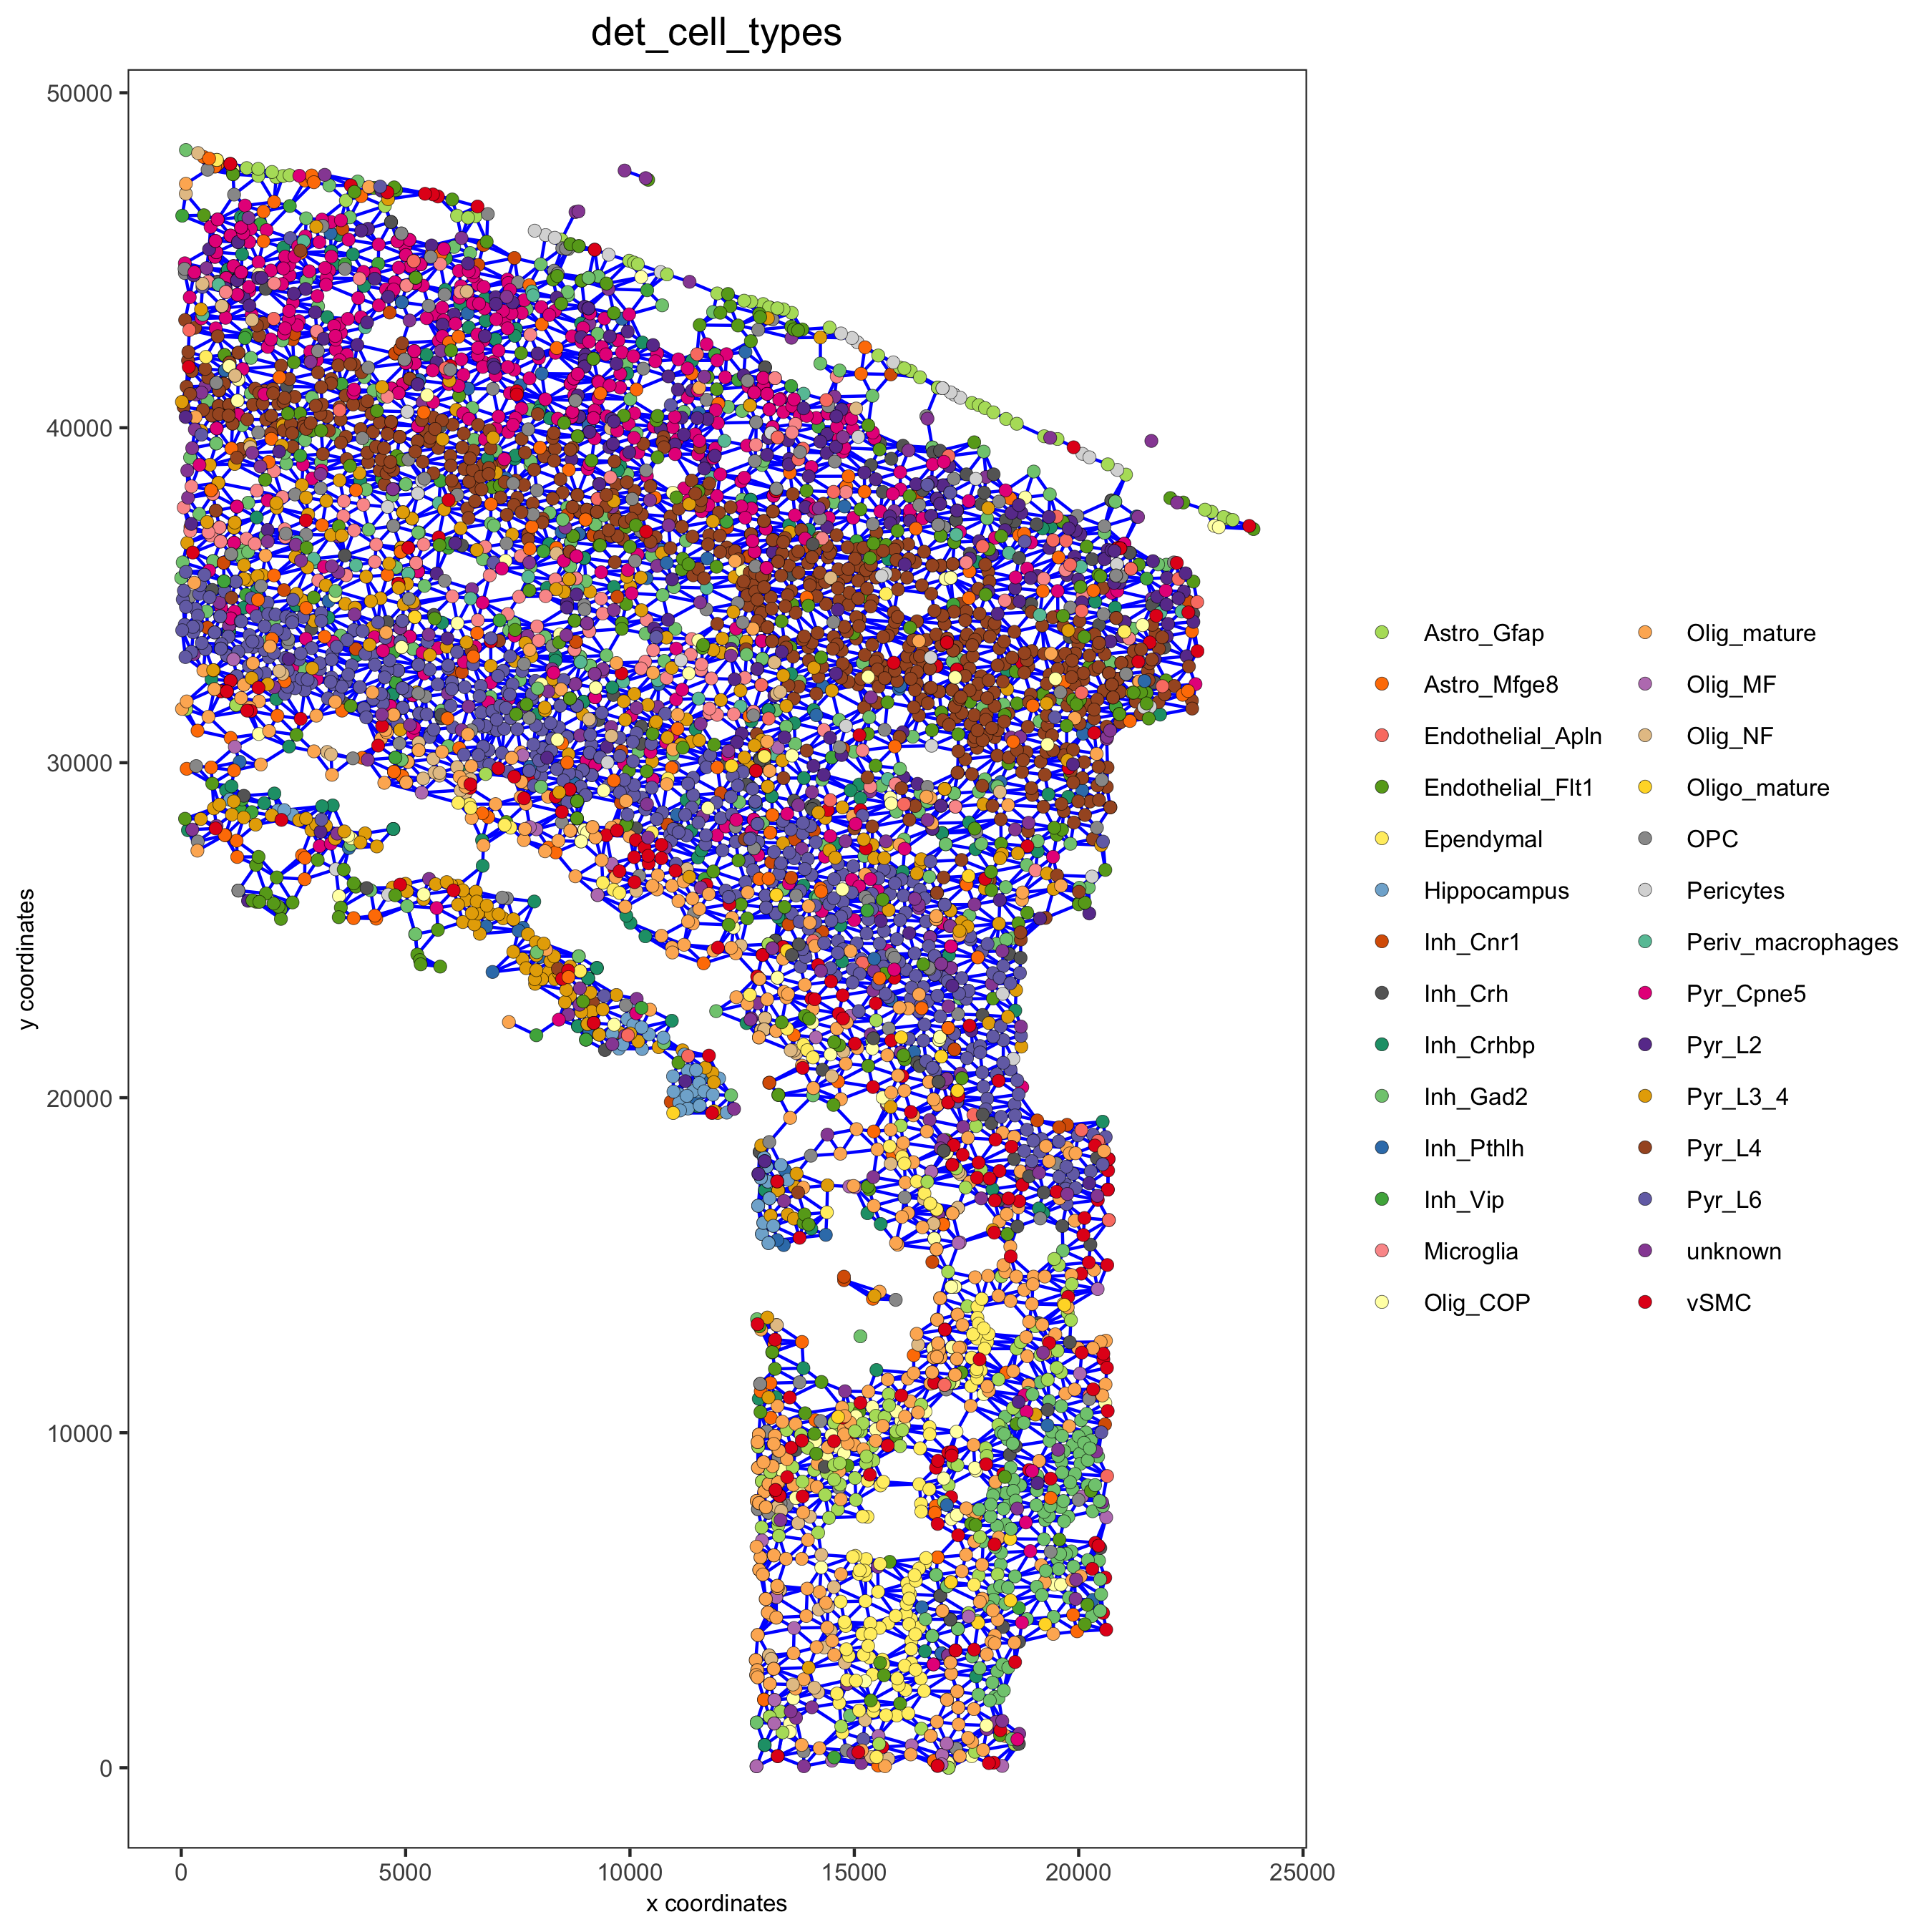 det_cell_types
50000
40000
30000
20000
10000
0
y coordinates
0 5000 10000 15000 20000 25000
x coordinates
Astro_Gfap Olig_mature
Astro_Mfge8 Olig_MF
Endothelial_Apln Olig_NF
Endothelial_Flt1 Oligo_mature
Ependymal OPC
Hippocampus Pericytes
Inh_Cnr1 Periv_macrophages
Inh_Crh Pyr_Cpne5
Inh_Crhbp Pyr_L2
Inh_Gad2 Pyr_L3_4
Inh_Pthlh Pyr_L4
Inh_Vip Pyr_L6
Microglia unknown
Olig_COP vSMC